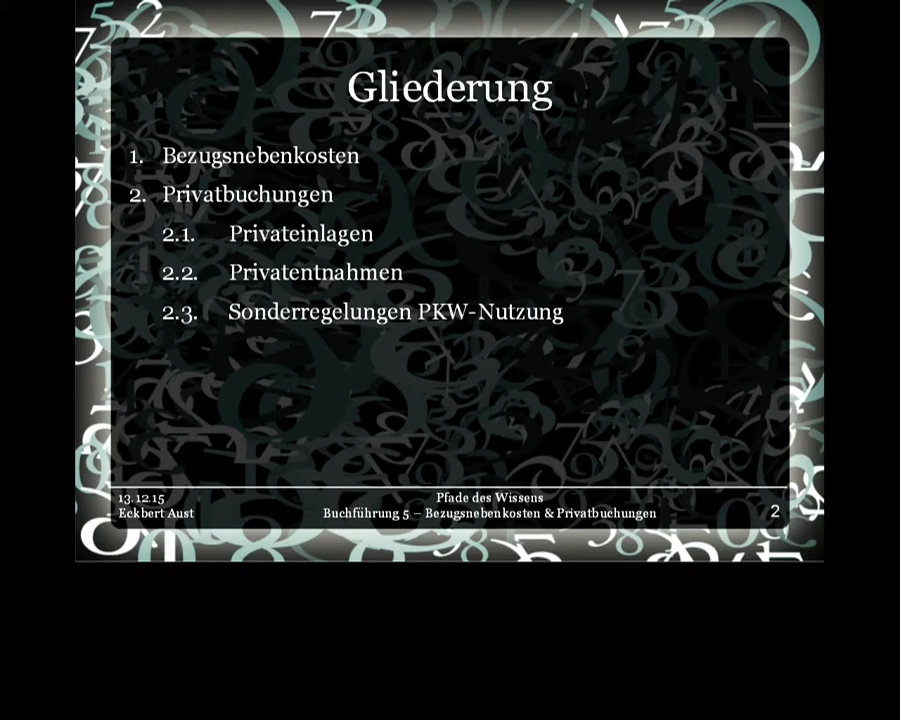 Gliederung
1. Bezugsnebenkosten
2. Privatbuchungen
2.1. Privateinlagen
2.2. Privatentnahmen
2.3. Sonderregelungen PKW-Nutzung
13.12.15
Pfade des Wissens
Eckbert Aust
Buchführung 5 – Bezugsnebenkosten & Privatbuchungen
2